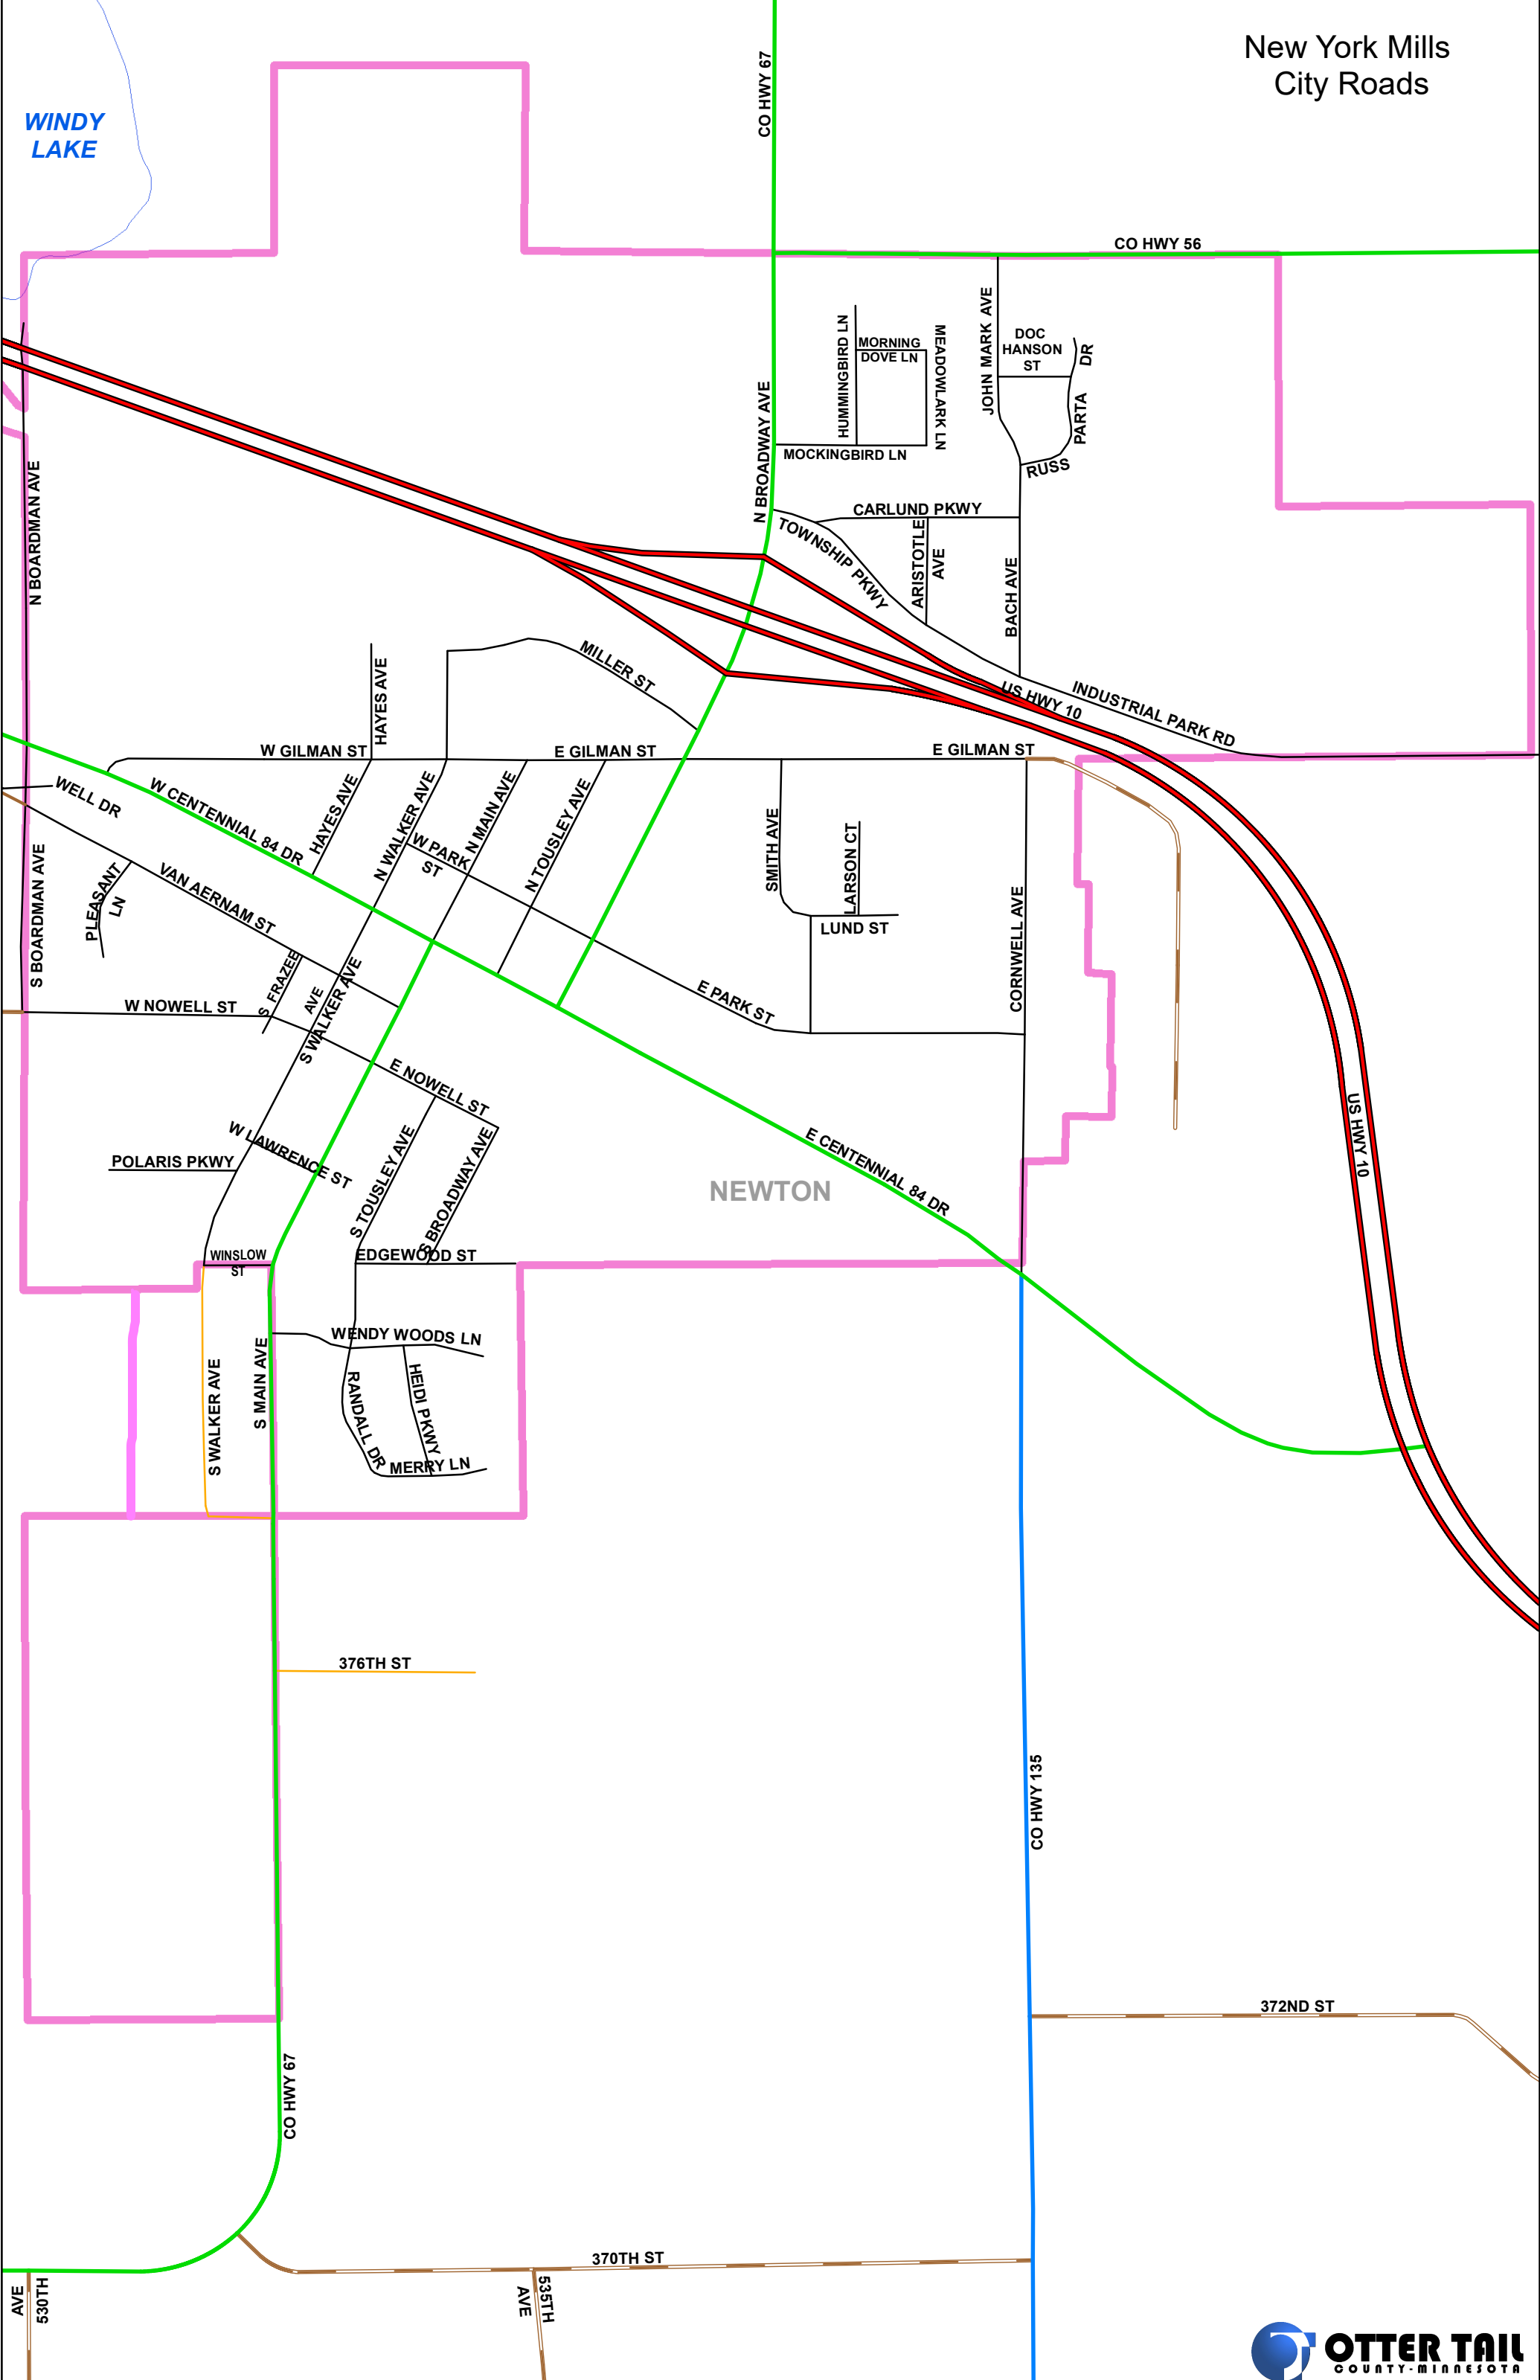 New York Mills
City Roads
WINDY
LAKE
CO HWY 67
CO HWY 56
HUMMINGBIRD LN
MORNING
DOVE LN
MEADOWLARK LN
JOHN MARK AVE
DOC
HANSON
ST
RUSS PARTA DR
N BROADWAY AVE
MOCKINGBIRD LN
N BOARDMAN AVE
CARLUND PKWY
TOWNSHIP PKWY
ARISTOTLE
AVE
BACH AVE
MILLER ST
HAYES AVE
US HWY 10
INDUSTRIAL PARK RD
W GILMAN ST
E GILMAN ST
E GILMAN ST
WELL DR
W CENTENNIAL 84 DR
HAYES AVE
N WALKER AVE
W PARK
ST
N MAIN AVE
N TOUSLEY AVE
SMITH AVE
LARSON CT
LUND ST
CORNWELL AVE
S BOARDMAN AVE
PLEASANT
LN
VAN AERNAM ST
S FRAZEE
AVE
S WALKER AVE
W NOWELL ST
E PARK ST
E NOWELL ST
W LAWRENCE ST
POLARIS PKWY
S TOUSLEY AVE
S BROADWAY AVE
E CENTENNIAL 84 DR
US HWY 10
NEWTON
WINSLOW
ST
EDGEWOOD ST
S WALKER AVE
S MAIN AVE
WENDY WOODS LN
RANDALL DR
HEIDI PKWY
MERRY LN
376TH ST
CO HWY 135
372ND ST
CO HWY 67
370TH ST
530TH
AVE
535TH
AVE
OTTER TAIL
COUNTY-MINNESOTA